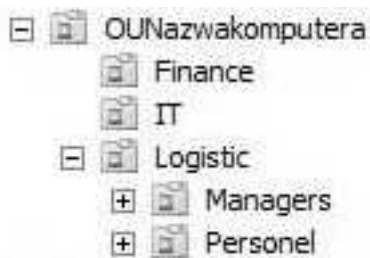 OUNazwakomputera
Finance
IT
Logistic
Managers
Personel